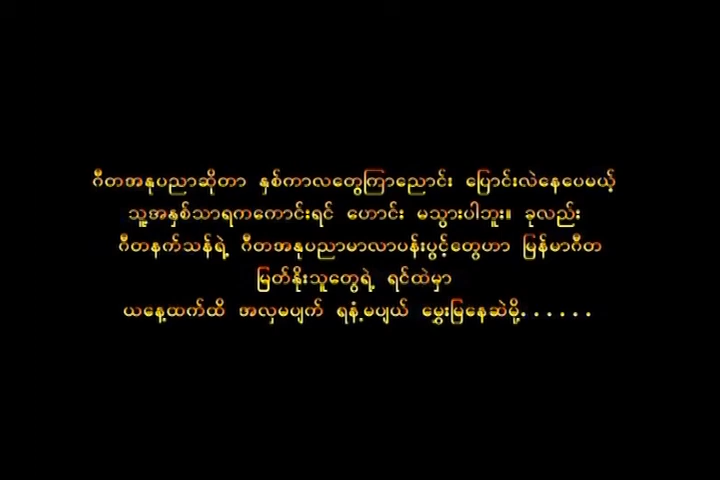 ဂီတအနုပညာဆိုတာ နှစ်ကာလတွေကြာညောင်း ပြောင်းလဲနေပေမယ့်
သူ့အနှစ်သာရကကောင်းရင် ဟောင်း မသွားပါဘူး။ ခုလည်း
ဂီတနက်သန်ရဲ့ ဂီတအနုပညာမာလာပန်းပွင့်တွေဟာ မြန်မာဂီတ
မြတ်နိုးသူတွေရဲ့ ရင်ထဲမှာ
ယနေ့ထက်ထိ အလှမပျက် ရနံ့မပျယ် မွှေးမြနေဆဲမို့......